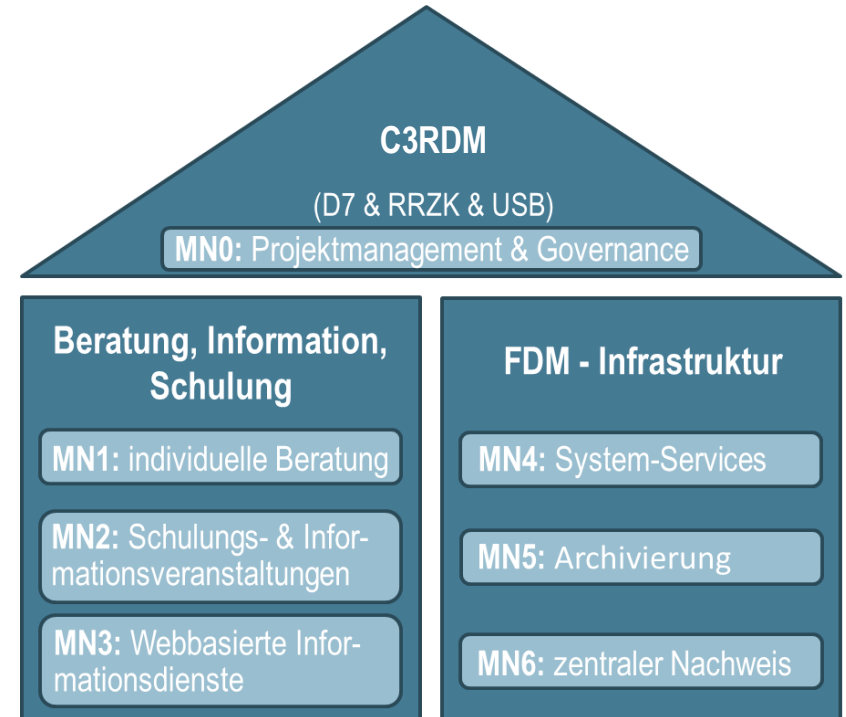 C3RDM
(D7 & RRZK & USB)
MN0: Projektmanagement & Governance
Beratung, Information,
Schulung
MN1: individuelle Beratung
MN2: Schulungs- & Infor-
mationsveranstaltungen
MN3: Webbasierte Infor-
mationsdienste
FDM - Infrastruktur
MN4: System-Services
MN5: Archivierung
MN6: zentraler Nachweis